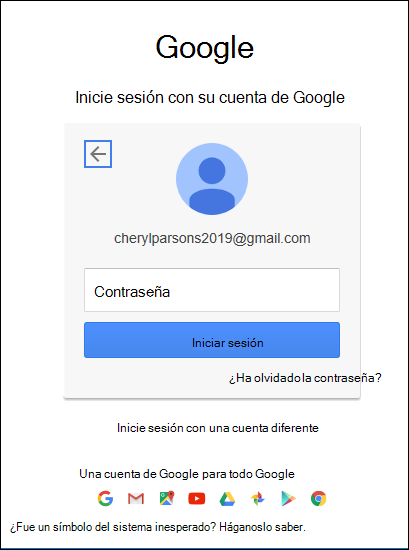 Google
Inicie sesión con su cuenta de Google
cherylparsons2019@gmail.com
Contraseña
Iniciar sesión
¿Ha olvidado la contraseña?
Inicie sesión con una cuenta diferente
Una cuenta de Google para todo Google
¿Fue un símbolo del sistema inesperado? Háganoslo saber.